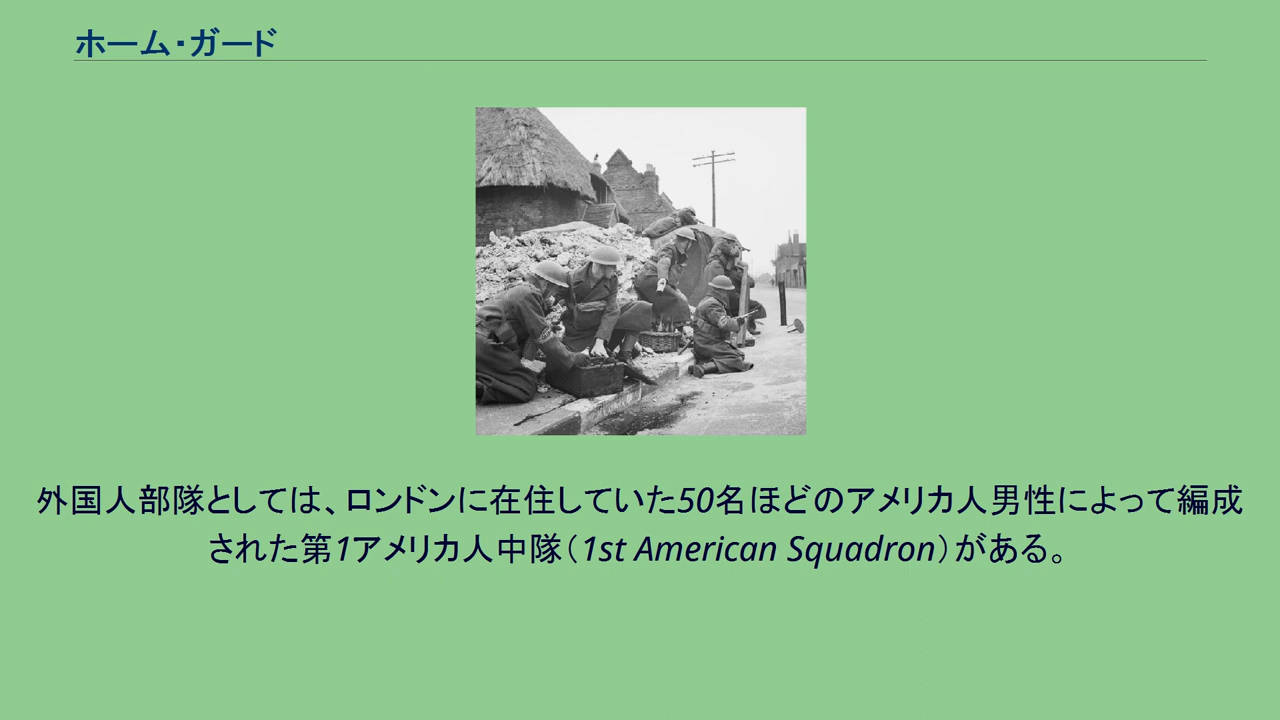 ホーム・ガード
外国人部隊としては、ロンドンに在住していた50名ほどのアメリカ人男性によって編成
された第1アメリカ人中隊（1st American Squadron）がある。